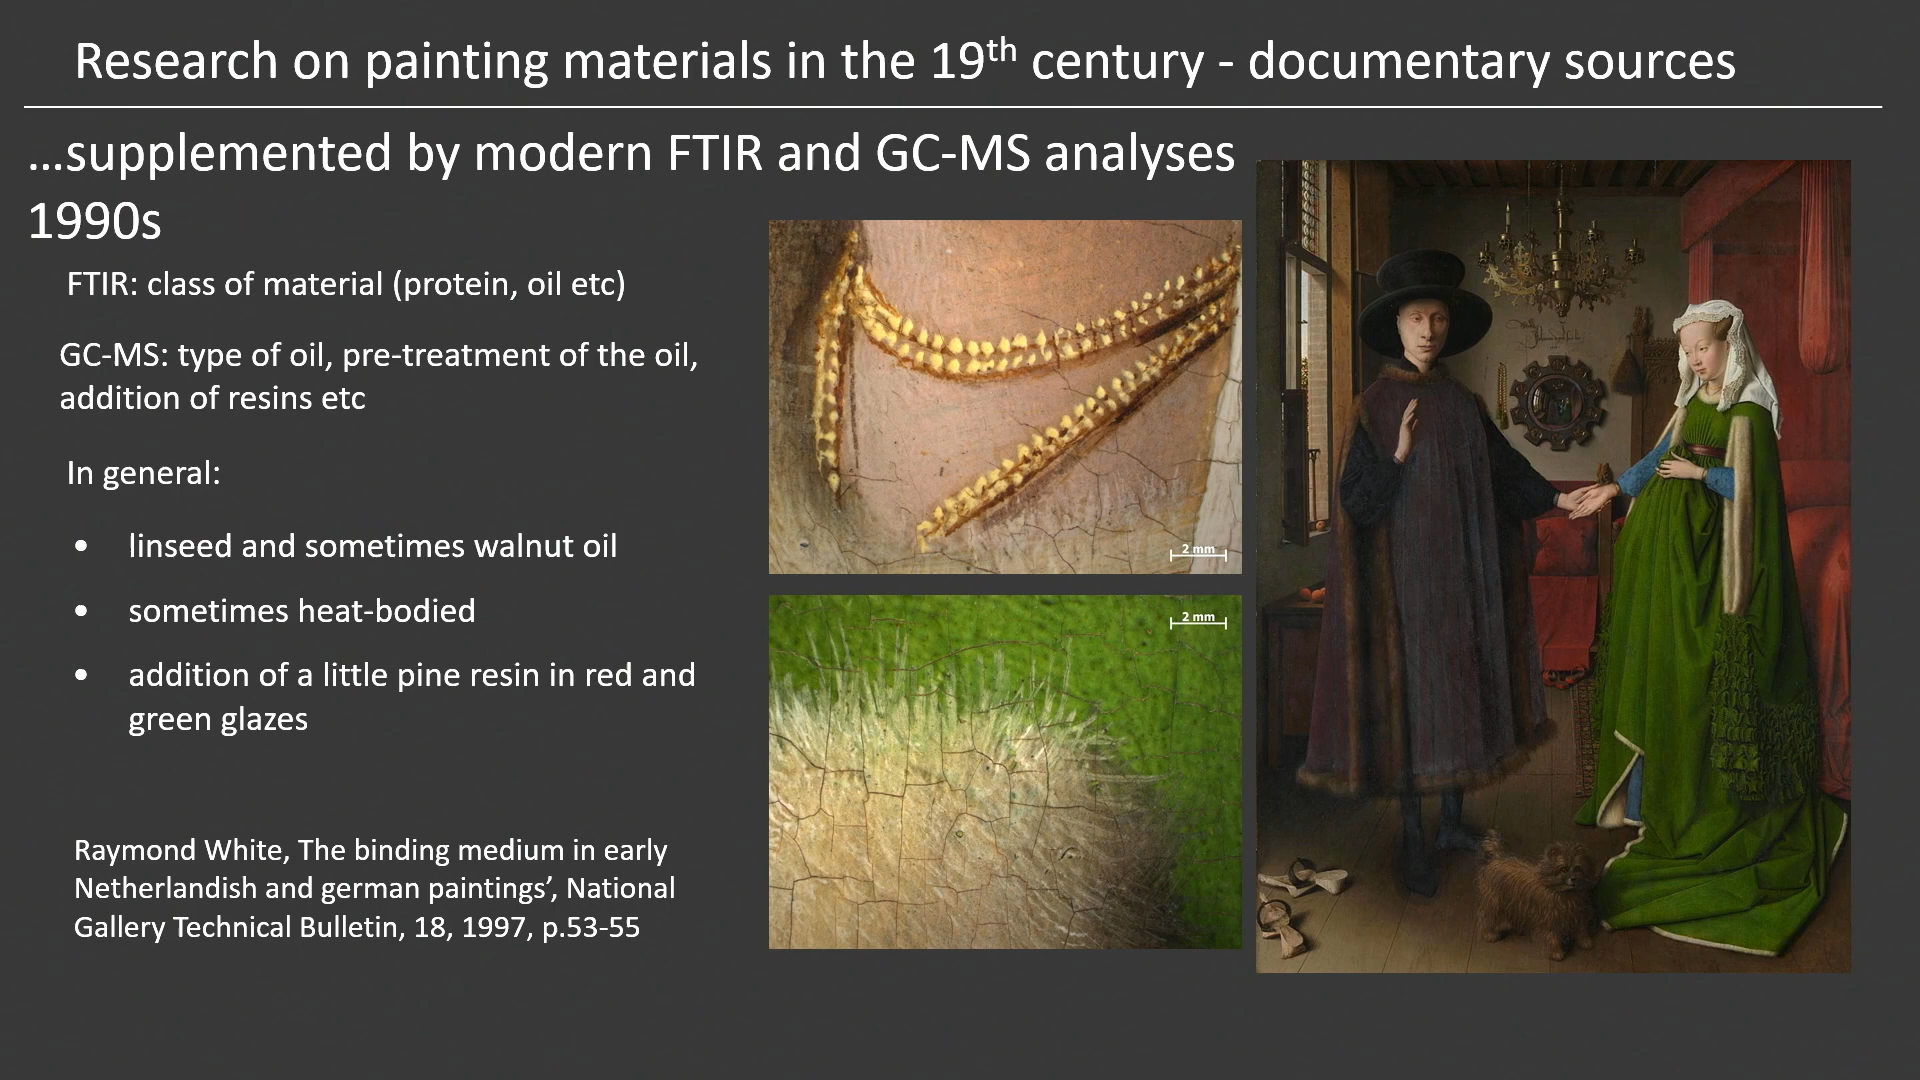 Research on painting materials in the 19th century - documentary sources
...supplemented by modern FTIR and GC-MS analyses
1990s
FTIR: class of material (protein, oil etc)
GC-MS: type of oil, pre-treatment of the oil,
addition of resins etc
In general:
• linseed and sometimes walnut oil
• sometimes heat-bodied
• addition of a little pine resin in red and
green glazes
Raymond White, The binding medium in early
Netherlandish and german paintings’, National
Gallery Technical Bulletin, 18, 1997, p.53-55
2 mm
2 mm